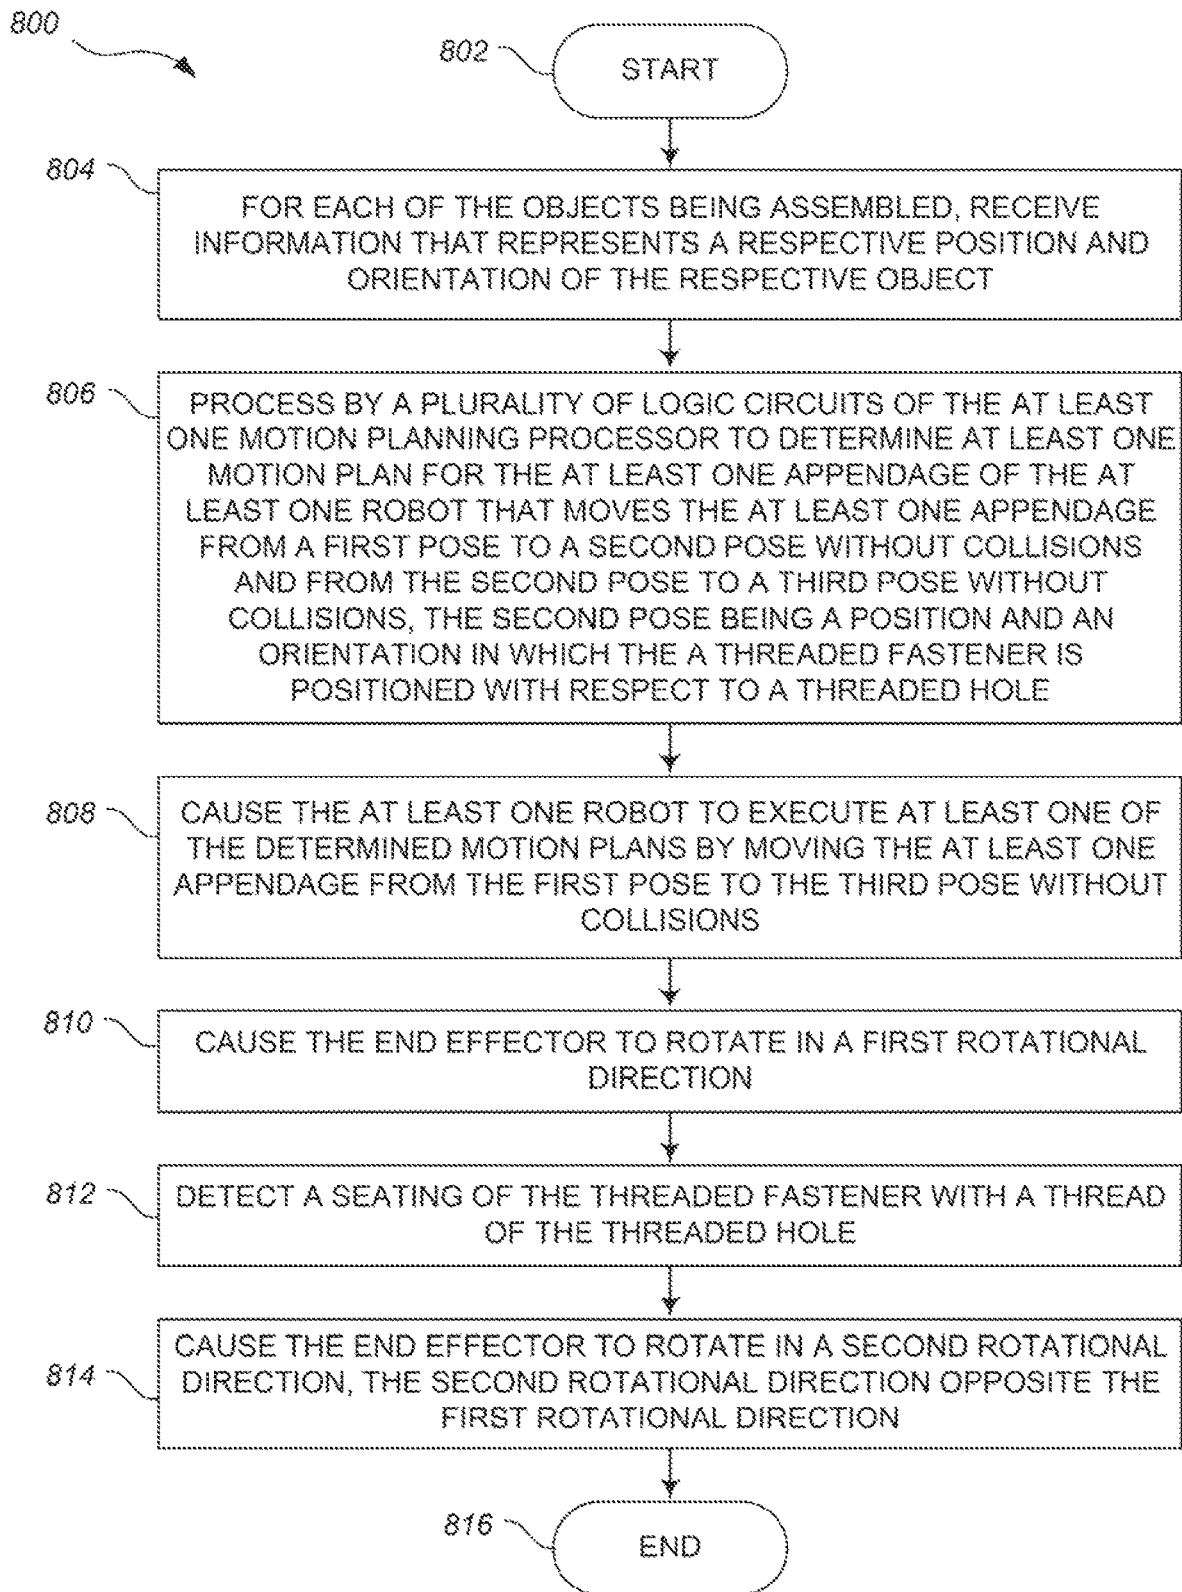 800
802
START
804
FOR EACH OF THE OBJECTS BEING ASSEMBLED, RECEIVE
INFORMATION THAT REPRESENTS A RESPECTIVE POSITION AND
ORIENTATION OF THE RESPECTIVE OBJECT
806
PROCESS BY A PLURALITY OF LOGIC CIRCUITS OF THE AT LEAST
ONE MOTION PLANNING PROCESSOR TO DETERMINE AT LEAST ONE
MOTION PLAN FOR THE AT LEAST ONE APPENDAGE OF THE AT
LEAST ONE ROBOT THAT MOVES THE AT LEAST ONE APPENDAGE
FROM A FIRST POSE TO A SECOND POSE WITHOUT COLLISIONS
AND FROM THE SECOND POSE TO A THIRD POSE WITHOUT
COLLISIONS, THE SECOND POSE BEING A POSITION AND AN
ORIENTATION IN WHICH THE A THREADED FASTENER IS
POSITIONED WITH RESPECT TO A THREADED HOLE
808
CAUSE THE AT LEAST ONE ROBOT TO EXECUTE AT LEAST ONE OF
THE DETERMINED MOTION PLANS BY MOVING THE AT LEAST ONE
APPENDAGE FROM THE FIRST POSE TO THE THIRD POSE WITHOUT
COLLISIONS
810
CAUSE THE END EFFECTOR TO ROTATE IN A FIRST ROTATIONAL
DIRECTION
812
DETECT A SEATING OF THE THREADED FASTENER WITH A THREAD
OF THE THREADED HOLE
814
CAUSE THE END EFFECTOR TO ROTATE IN A SECOND ROTATIONAL
DIRECTION, THE SECOND ROTATIONAL DIRECTION OPPOSITE THE
FIRST ROTATIONAL DIRECTION
816
END